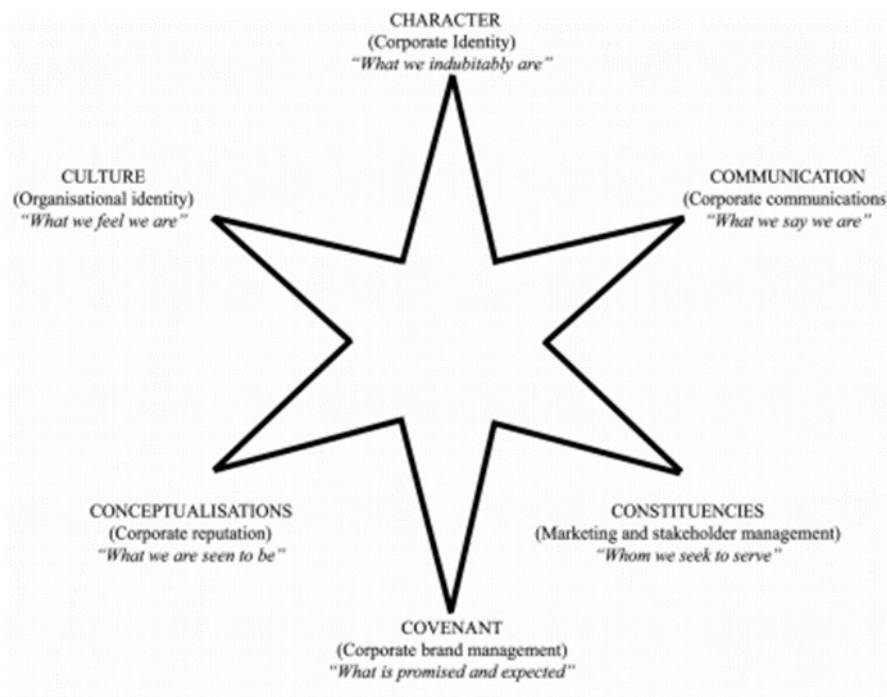 CHARACTER
(Corporate Identity)
“What we indubitably are”
CULTURE
(Organisational identity)
“What we feel we are”
COMMUNICATION
(Corporate communications)
“What we say we are”
CONCEPTUALISATIONS
(Corporate reputation)
“What we are seen to be”
CONSTITUENCIES
(Marketing and stakeholder management)
“Whom we seek to serve”
COVENANT
(Corporate brand management)
“What is promised and expected”